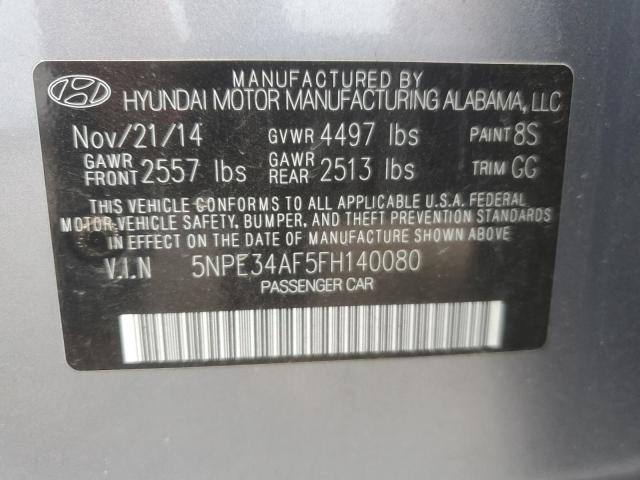 MANUFACTURED BY
HYUNDAI MOTOR MANUFACTURING ALABAMA, LLC
Nov/21/14 GVWR 4497 lbs PAINT 8S
GAWR FRONT 2557 lbs GAWR REAR 2513 lbs TRIM GG
THIS VEHICLE CONFORMS TO ALL APPLICABLE U.S.A. FEDERAL
MOTOR VEHICLE SAFETY, BUMPER, AND THEFT PREVENTION STANDARDS
IN EFFECT ON THE DATE OF MANUFACTURE SHOWN ABOVE
V.I.N 5NPE34AF5FH140080
PASSENGER CAR